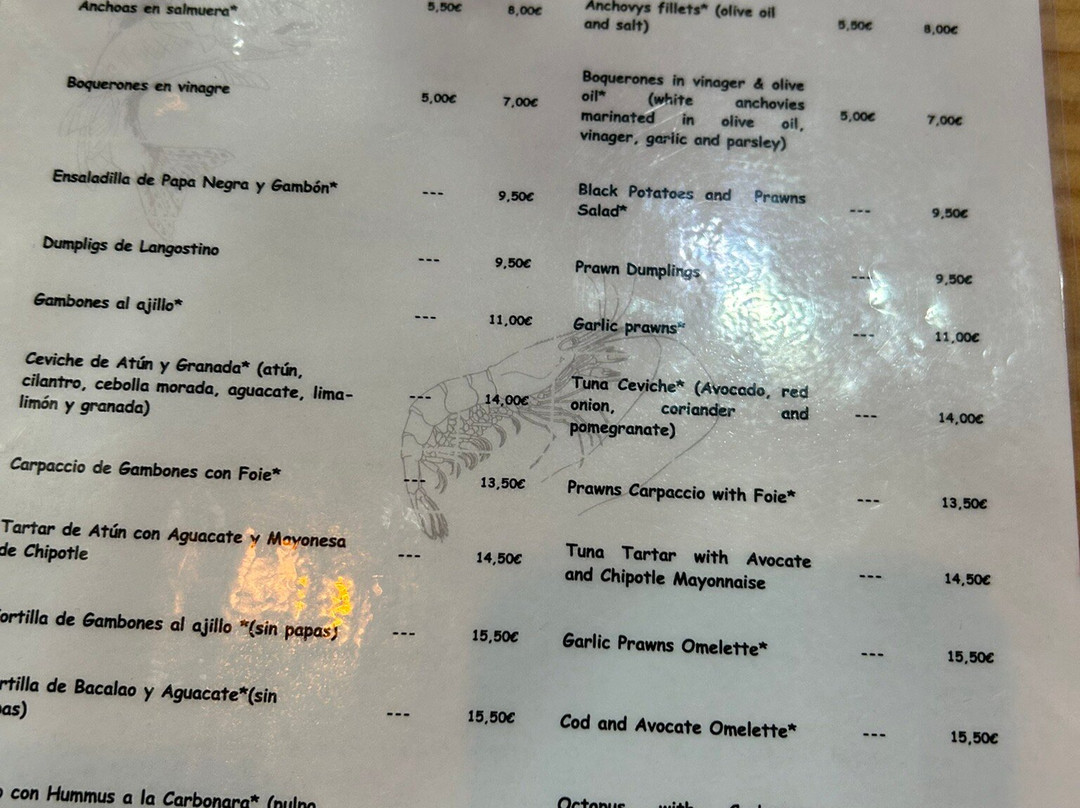 Anchoas en salmuera* 5,50€ 8,00€
Boquerones en vinagre 5,00€ 7,00€
Ensaladilla de Papa Negra y Gambón* --- 9,50€
Dumpligs de Langostino --- 9,50€
Gambones al ajillo* --- 11,00€
Ceviche de Atún y Granada* (atún,
cilantro, cebolla morada, aguacate, lima-
limón y granada) --- 14,00€
Carpaccio de Gambones con Foie* --- 13,50€
Tartar de Atún con Aguacate y Mayonesa
de Chipotle --- 14,50€
ortilla de Gambones al ajillo *(sin papas) --- 15,50€
rtilla de Bacalao y Aguacate*(sin
as) --- 15,50€
con Hummus a la Carbonara* (pulpo
Anchovys fillets* (olive oil
and salt) 5,50€ 8,00€
Boquerones in vinager & olive
oil* (white anchovies
marinated in olive oil,
vinager, garlic and parsley) 5,00€ 7,00€
Black Potatoes and Prawns
Salad* --- 9,50€
Prawn Dumplings --- 9,50€
Garlic prawns* --- 11,00€
Tuna Ceviche* (Avocado, red
onion, coriander and
pomegranate) --- 14,00€
Prawns Carpaccio with Foie* --- 13,50€
Tuna Tartar with Avocate
and Chipotle Mayonnaise --- 14,50€
Garlic Prawns Omelette* --- 15,50€
Cod and Avocate Omelette* --- 15,50€
Octopus with